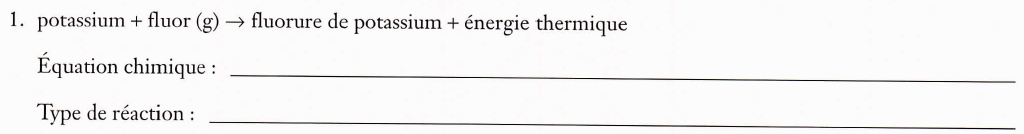 1. potassium + fluor (g) → fluorure de potassium + énergie thermique
Équation chimique :
Type de réaction :